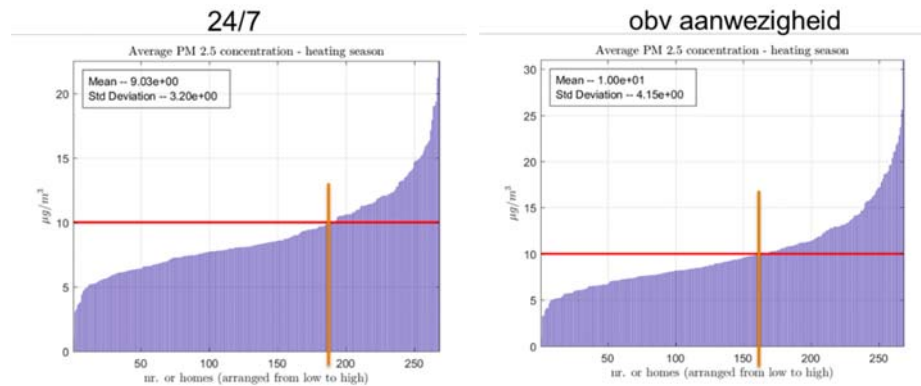 24/7
Average PM 2.5 concentration - heating season
Mean -- 9.03e+00
Std Deviation -- 3.20e+00
20
15
10
5
0
μg/m³
50 100 150 200 250
nr. or homes (arranged from low to high)
obv aanwezigheid
Average PM 2.5 concentration - heating season
Mean -- 1.00e+01
Std Deviation -- 4.15e+00
30
25
20
15
10
5
0
μg/m³
50 100 150 200 250
nr. or homes (arranged from low to high)